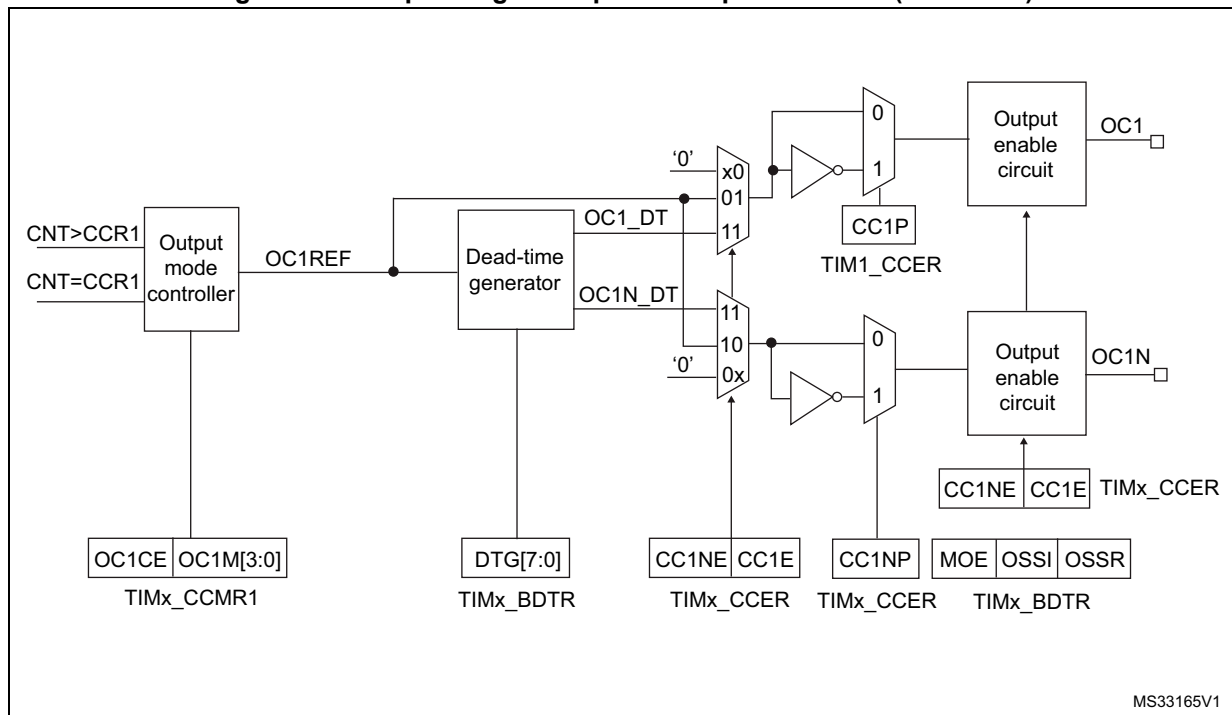 OC1
Output
enable
circuit
0
1
CC1P
TIM1_CCER
'0'
x0
01
11
CNT>CCR1
CNT=CCR1
Output
mode
controller
OC1REF
Dead-time
generator
OC1_DT
OC1N_DT
11
10
0x
'0'
0
1
Output
enable
circuit
OC1N
CC1NE CC1E TIMx_CCER
OC1CE OC1M[3:0]
TIMx_CCMR1
DTG[7:0]
TIMx_BDTR
CC1NE CC1E
TIMx_CCER
CC1NP
TIMx_CCER
MOE OSSI OSSR
TIMx_BDTR
MS33165V1